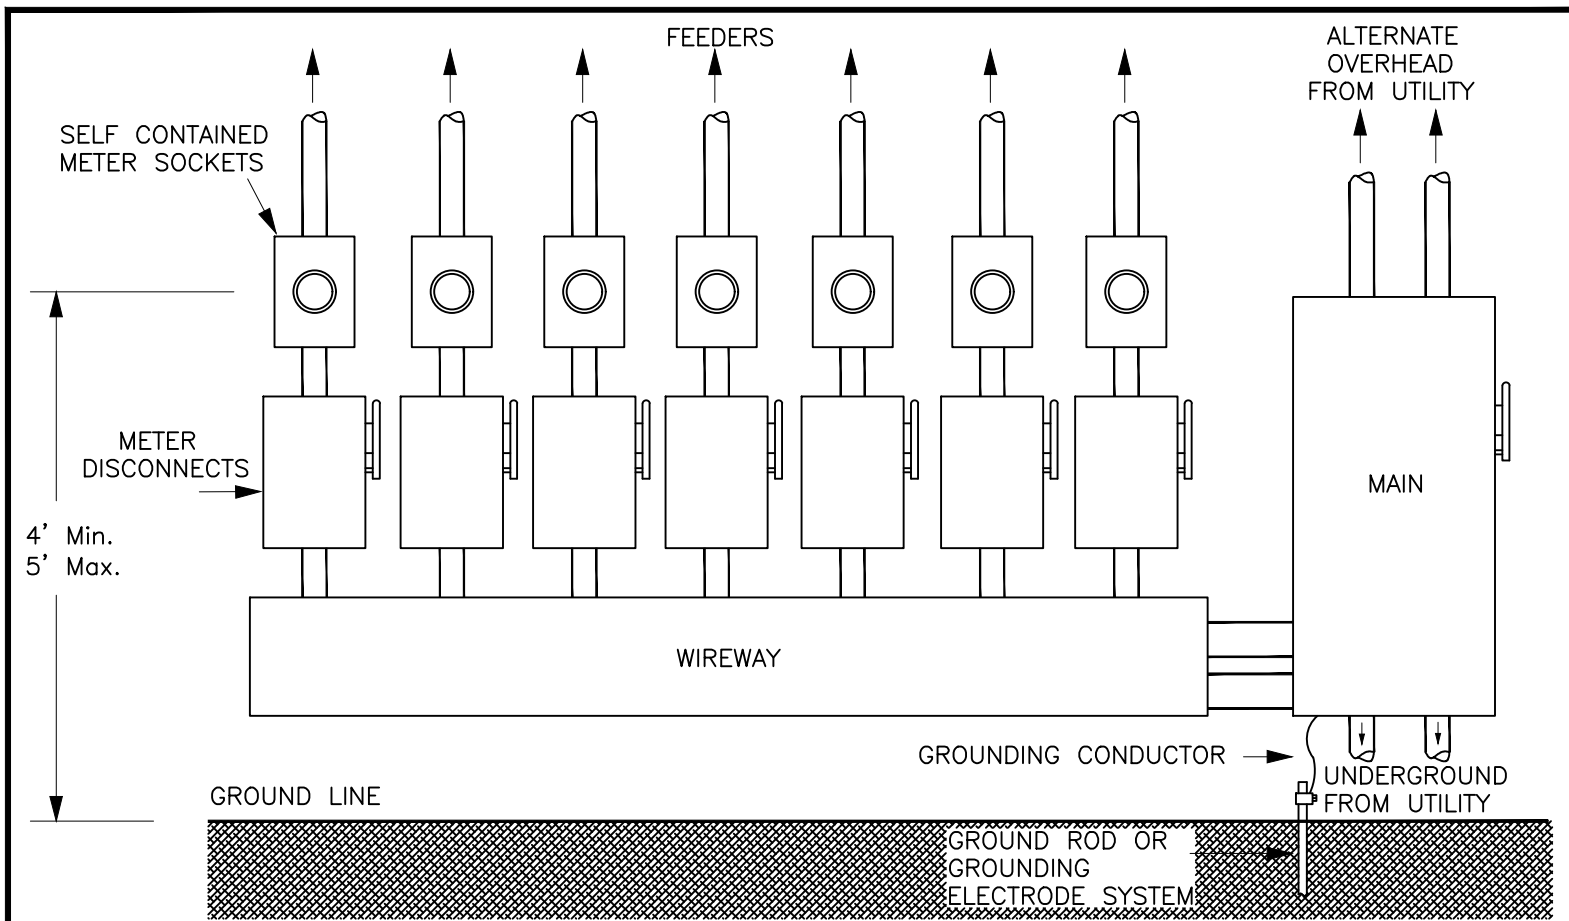 FEEDERS
ALTERNATE
OVERHEAD
FROM UTILITY
SELF CONTAINED
METER SOCKETS
METER
DISCONNECTS
MAIN
4' Min.
5' Max.
WIREWAY
GROUNDING CONDUCTOR
UNDERGROUND
FROM UTILITY
GROUND LINE
GROUND ROD OR
GROUNDING
ELECTRODE SYSTEM